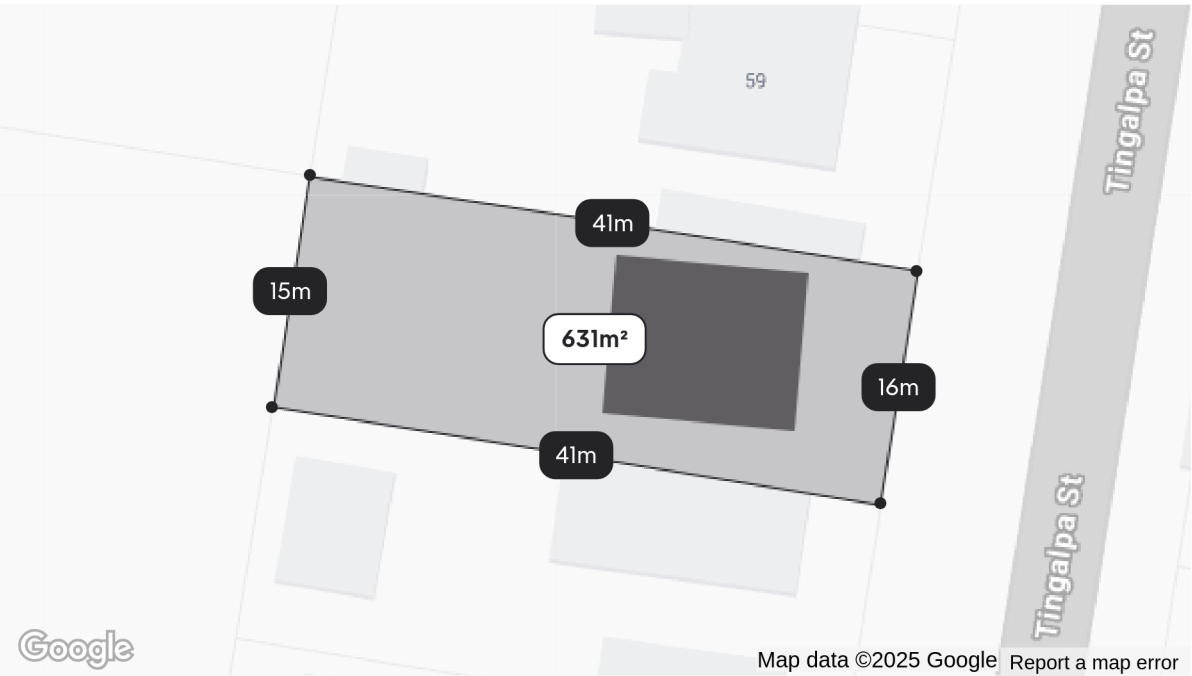 Tingalpa St
59
41m
15m
631m²
16m
41m
Tingalpa St
Google
Map data ©2025 Google
Report a map error